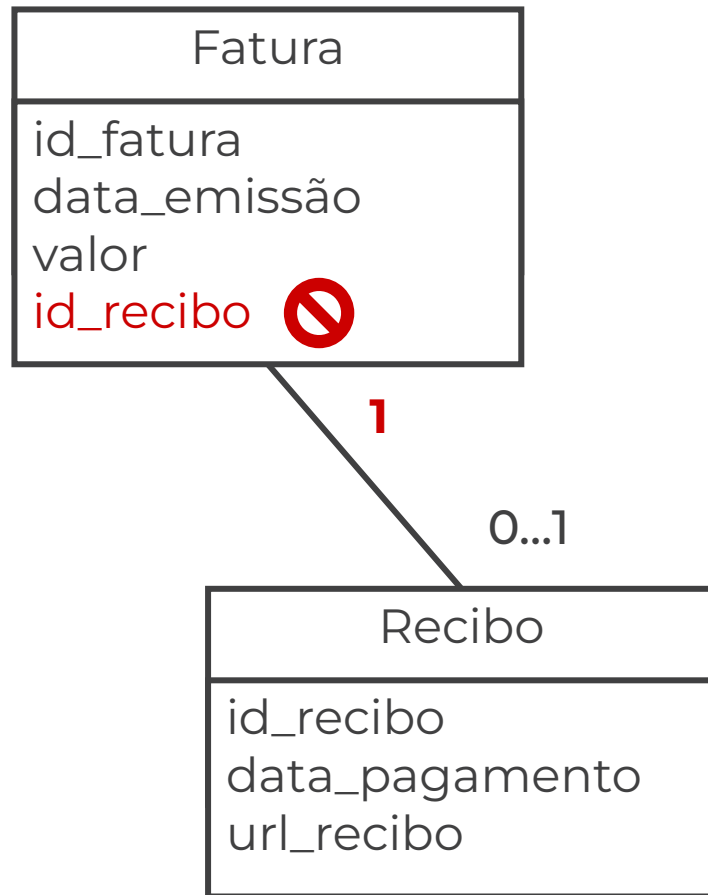 Fatura
id_fatura
data_emissão
valor
id_recibo
1
0...1
Recibo
id_recibo
data_pagamento
url_recibo